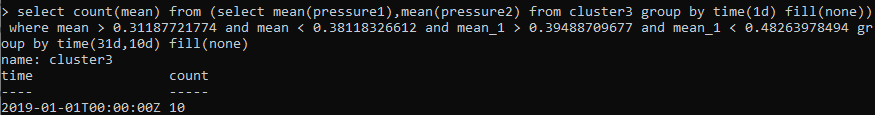 > select count(mean) from (select mean(pressure1),mean(pressure2) from cluster3 group by time(1d) fill(none))
where mean > 0.31187721774 and mean < 0.38118326612 and mean_1 > 0.39488709677 and mean_1 < 0.48263978494 gr
oup by time(31d,10d) fill(none)
name: cluster3
time                 count
----                 -----
2019-01-01T00:00:00Z 10